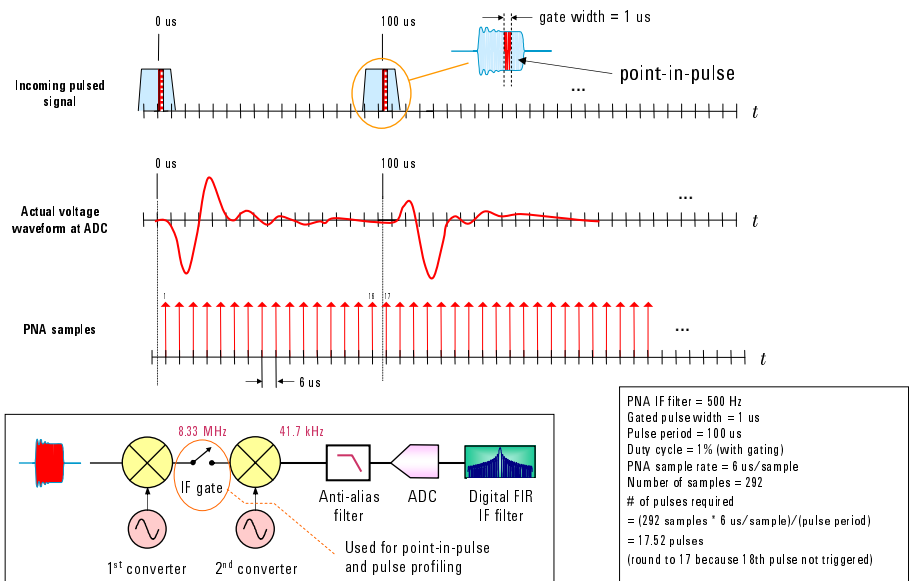 gate width = 1 us
0 us
100 us
point-in-pulse
Incoming pulsed
signal
...
t
0 us
100 us
Actual voltage
waveform at ADC
...
t
1
16
17
PNA samples
...
t
6 us
8.33 MHz
41.7 kHz
IF gate
Anti-alias
filter
ADC
Digital FIR
IF filter
1st converter
2nd converter
Used for point-in-pulse
and pulse profiling
PNA IF filter = 500 Hz
Gated pulse width = 1 us
Pulse period = 100 us
Duty cycle = 1% (with gating)
PNA sample rate = 6 us/sample
Number of samples = 292
# of pulses required
= (292 samples * 6 us/sample)/(pulse period)
= 17.52 pulses
(round to 17 because 18th pulse not triggered)